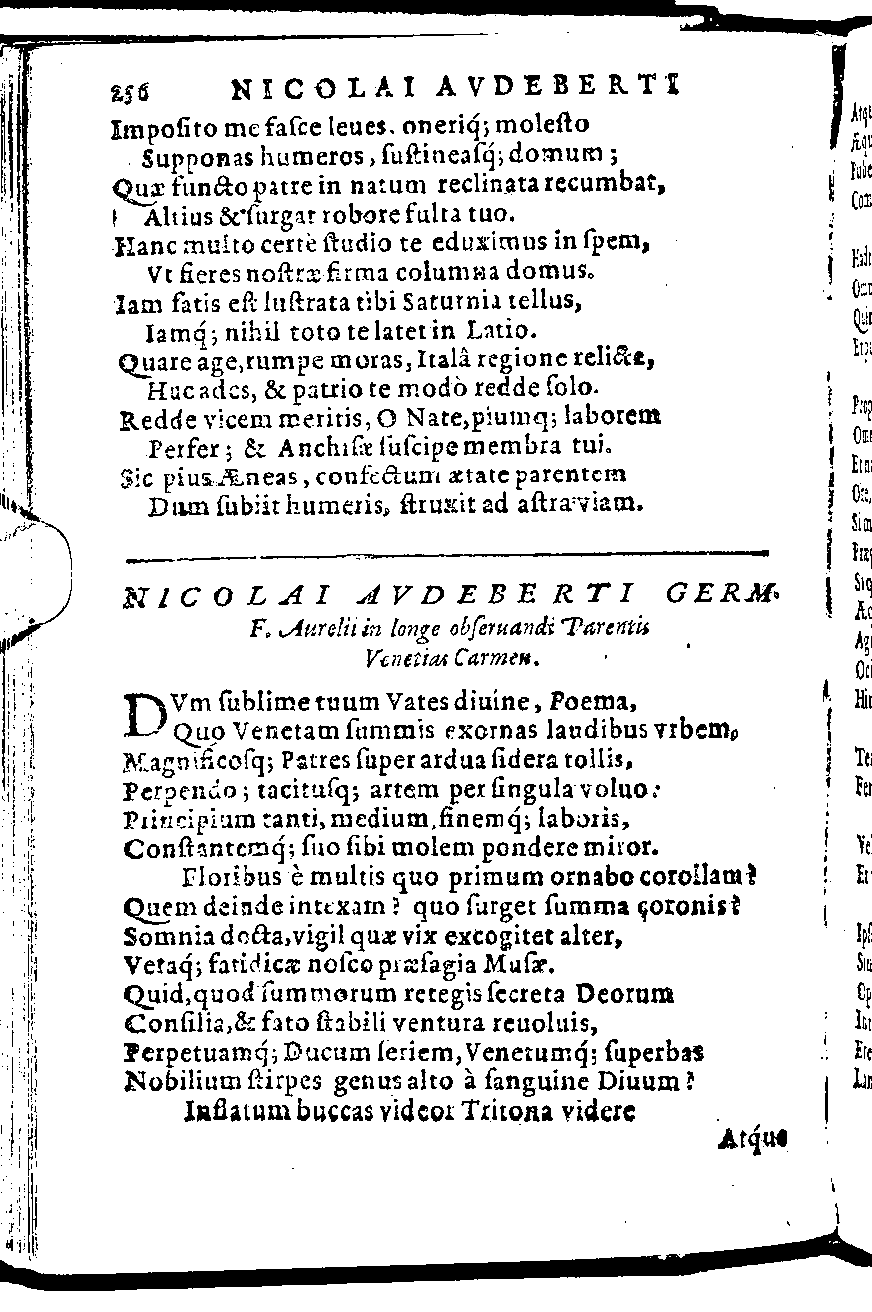 256 NICOLAI AVDEBERTI
Impoſito me faſce leues, oneriq́; moleſto
Supponas humeros, ſuſtineaſq́; domum;
Quæ functo patre in natum reclinata recumbat,
Altius & ſurgat robore fulta tuo.
Hanc multo certè ſtudio te eduximus in ſpem,
Vt fieres noſtræ firma columna domus.
Iam ſatis eſt luſtrata tibi Saturnia tellus,
Iamq́; nihil toto te latet in Latio.
Quare age, rumpe moras, Italâ regione relicta,
Huc ades, & patrio te modò redde ſolo.
Redde vicem meritis, O Nate, piumq; laborem
Perfer; & Anchiſæ ſuſcipe membra tui.
Sic pius Æneas, confectum ætate parentem
Dum ſubiit humeris, ſtruxit ad aſtra viam.
NICOLAI AVDEBERTI GERM.
F. Aurelii in longe obſeruandi Parentis
Venetias Carmen.
DVm ſublime tuum Vates diuine, Poema,
Quo Venetam ſummis exornas laudibus vrbem,
Magnificoſq; Patres ſuper ardua ſidera tollis,
Perpendo; tacituſq; artem per ſingula voluo:
Principium tanti, medium, finemq́; laboris,
Conſtantemq́; ſuo ſibi molem pondere miror.
Floribus è multis quo primum ornabo corollam?
Quem deinde intexam? quo ſurget ſumma çoronis?
Somnia docta, vigil quæ vix excogitet alter,
Veraq́; fatidicæ noſco præſagia Muſæ.
Quid, quod ſummorum retegis ſecreta Deorum
Conſilia, & fato ſtabili ventura reuoluis,
Perpetuamq́; Ducum ſeriem, Venetumq́; ſuperbas
Nobilium ſtirpes genus alto à ſanguine Diuum?
Inflatum buccas videor Tritona videre
Atq́ue